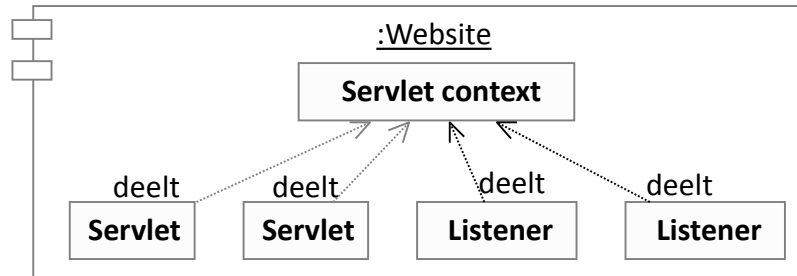 :Website
Servlet context
deelt deelt deelt deelt
Servlet Servlet Listener Listener